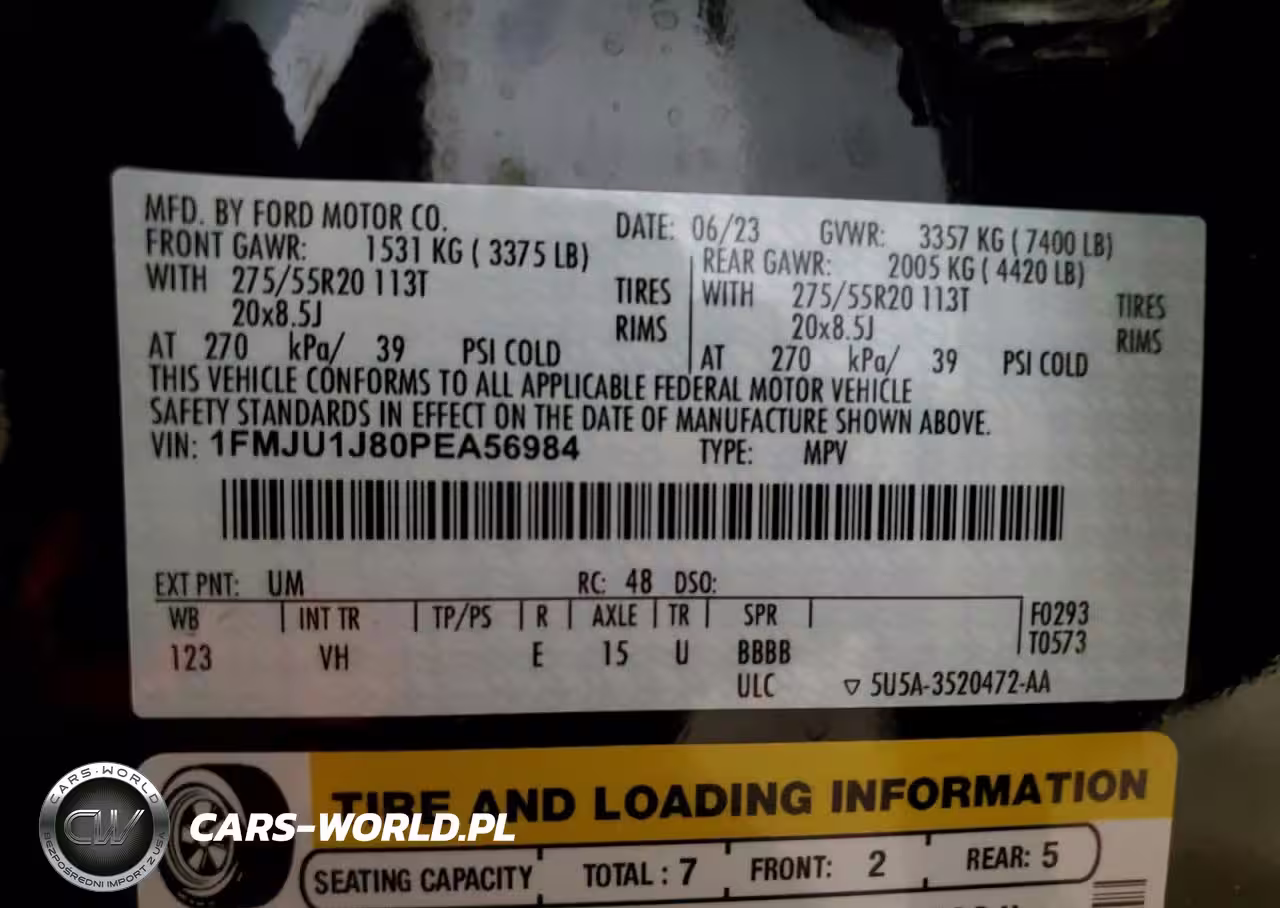 MFD. BY FORD MOTOR CO.
DATE: 06/23 GVWR: 3357 KG ( 7400 LB)
FRONT GAWR: 1531 KG ( 3375 LB)
REAR GAWR: 2005 KG ( 4420 LB)
WITH 275/55R20 113T TIRES
WITH 275/55R20 113T TIRES
20x8.5J RIMS
20x8.5J RIMS
AT 270 kPa/ 39 PSI COLD
AT 270 kPa/ 39 PSI COLD
THIS VEHICLE CONFORMS TO ALL APPLICABLE FEDERAL MOTOR VEHICLE
SAFETY STANDARDS IN EFFECT ON THE DATE OF MANUFACTURE SHOWN ABOVE.
VIN: 1FMJU1J80PEA56984 TYPE: MPV
EXT PNT: UM RC: 48 DSO:
WB INT TR TP/PS R AXLE TR SPR F0293
T0573
123 VH E 15 U BBBB
ULC ▽ 5U5A-3520472-AA
TIRE AND LOADING INFORMATION
SEATING CAPACITY TOTAL : 7 FRONT: 2 REAR: 5
CARS-WORLD
CW
BEZPOŚREDNI IMPORT Z USA
CARS-WORLD.PL